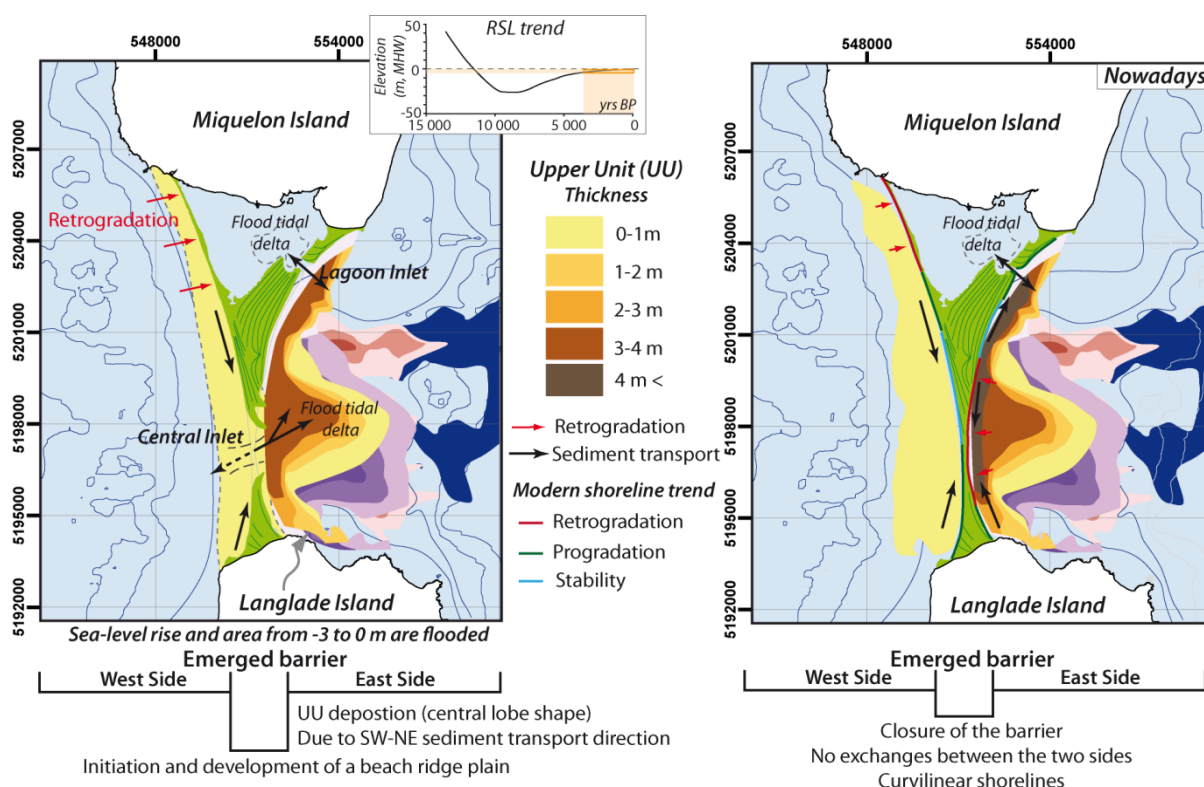 548000
554000
5207000
5204000
5201000
5198000
5195000
5192000
Miquelon Island
Retrogradation
Flood tidal
delta
Lagoon Inlet
Central Inlet
Flood tidal
delta
Langlade Island
Sea-level rise and area from -3 to 0 m are flooded
Emerged barrier
West Side
East Side
UU depostion (central lobe shape)
Due to SW-NE sediment transport direction
Initiation and development of a beach ridge plain
RSL trend
Elevation
(m, MHW)
50
0
-50
yrs BP
15 000
10 000
5 000
0
Upper Unit (UU)
Thickness
0-1m
1-2 m
2-3 m
3-4 m
4 m <
Retrogradation
Sediment transport
Modern shoreline trend
Retrogradation
Progradation
Stability
548000
554000
Nowadays
5207000
5204000
5201000
5198000
5195000
5192000
Miquelon Island
Flood tidal
delta
Langlade Island
Emerged barrier
West Side
East Side
Closure of the barrier
No exchanges between the two sides
Curvilinear shorelines